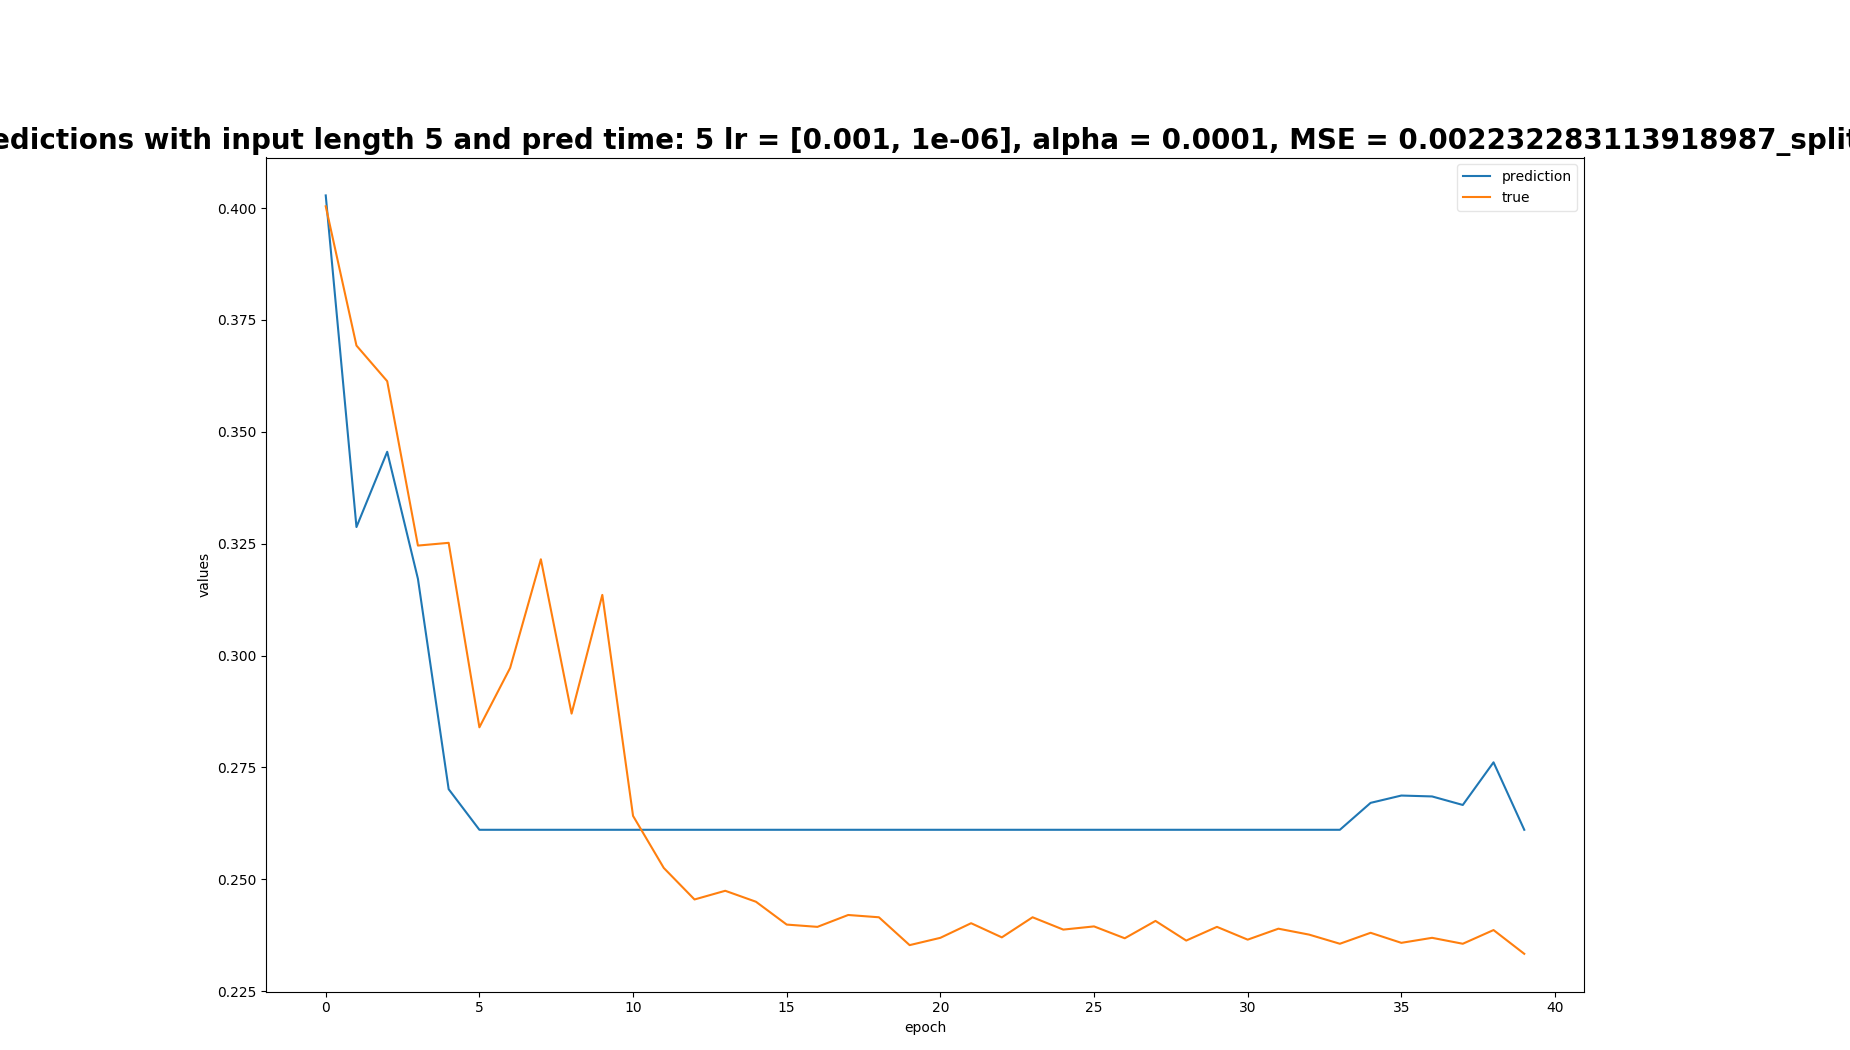 edictions with input length 5 and pred time: 5 lr = [0.001, 1e-06], alpha = 0.0001, MSE = 0.002232283113918987_split
prediction
true
0.400
0.375
0.350
0.325
0.300
0.275
0.250
0.225
values
0 5 10 15 20 25 30 35 40
epoch